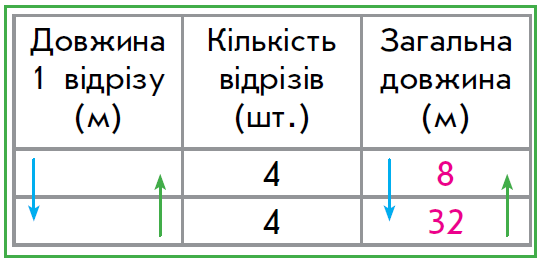 Довжина 1 відрізу (м)
Кількість відрізів (шт.)
Загальна довжина (м)
4 8
4 32